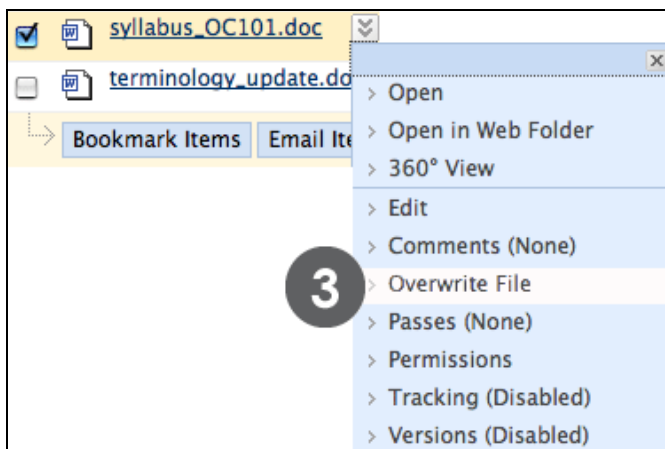 syllabus_OC101.doc
terminology_update.do
Bookmark Items Email Ite
Open
Open in Web Folder
360° View
Edit
Comments (None)
3 Overwrite File
Passes (None)
Permissions
Tracking (Disabled)
Versions (Disabled)